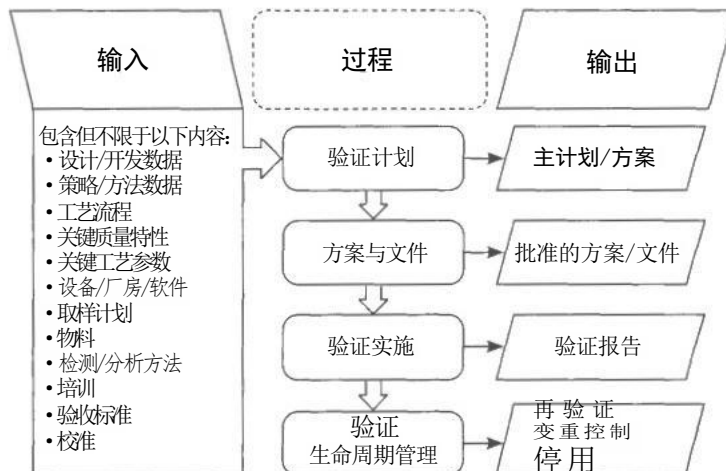 输入
过程
输出
包含但不限于以下内容:
•设计/开发数据
•策略/方法数据
•工艺流程
•关键质量特性
•关键工艺参数
•设备/厂房/软件
•取样计划
•物料
•检测/分析方法
•培训
•验收标准
•校准
验证计划
主计划/方案
方案与文件
批准的方案/文件
验证实施
验证报告
验证
生命周期管理
再验证
变重控制
停用